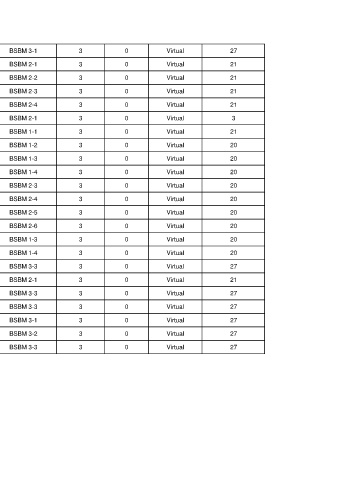 BSBM 3-1 3 0 Virtual 27
BSBM 2-1 3 0 Virtual 21
BSBM 2-2 3 0 Virtual 21
BSBM 2-3 3 0 Virtual 21
BSBM 2-4 3 0 Virtual 21
BSBM 2-1 3 0 Virtual 3
BSBM 1-1 3 0 Virtual 21
BSBM 1-2 3 0 Virtual 20
BSBM 1-3 3 0 Virtual 20
BSBM 1-4 3 0 Virtual 20
BSBM 2-3 3 0 Virtual 20
BSBM 2-4 3 0 Virtual 20
BSBM 2-5 3 0 Virtual 20
BSBM 2-6 3 0 Virtual 20
BSBM 1-3 3 0 Virtual 20
BSBM 1-4 3 0 Virtual 20
BSBM 3-3 3 0 Virtual 27
BSBM 2-1 3 0 Virtual 21
BSBM 3-3 3 0 Virtual 27
BSBM 3-3 3 0 Virtual 27
BSBM 3-1 3 0 Virtual 27
BSBM 3-2 3 0 Virtual 27
BSBM 3-3 3 0 Virtual 27